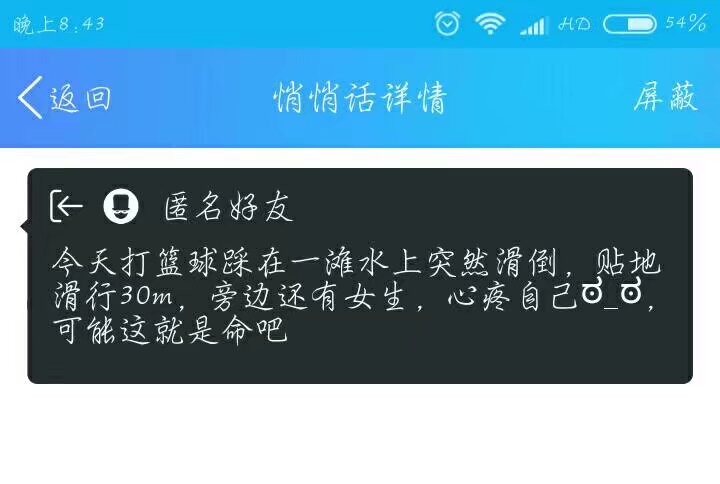 晚上8:43 HD 54%
返回 悄悄话详情 屏蔽
匿名好友
今天打篮球踩在一滩水上突然滑倒，贴地
滑行30m，旁边还有女生，心疼自己ಠ_ಠ，
可能这就是命吧